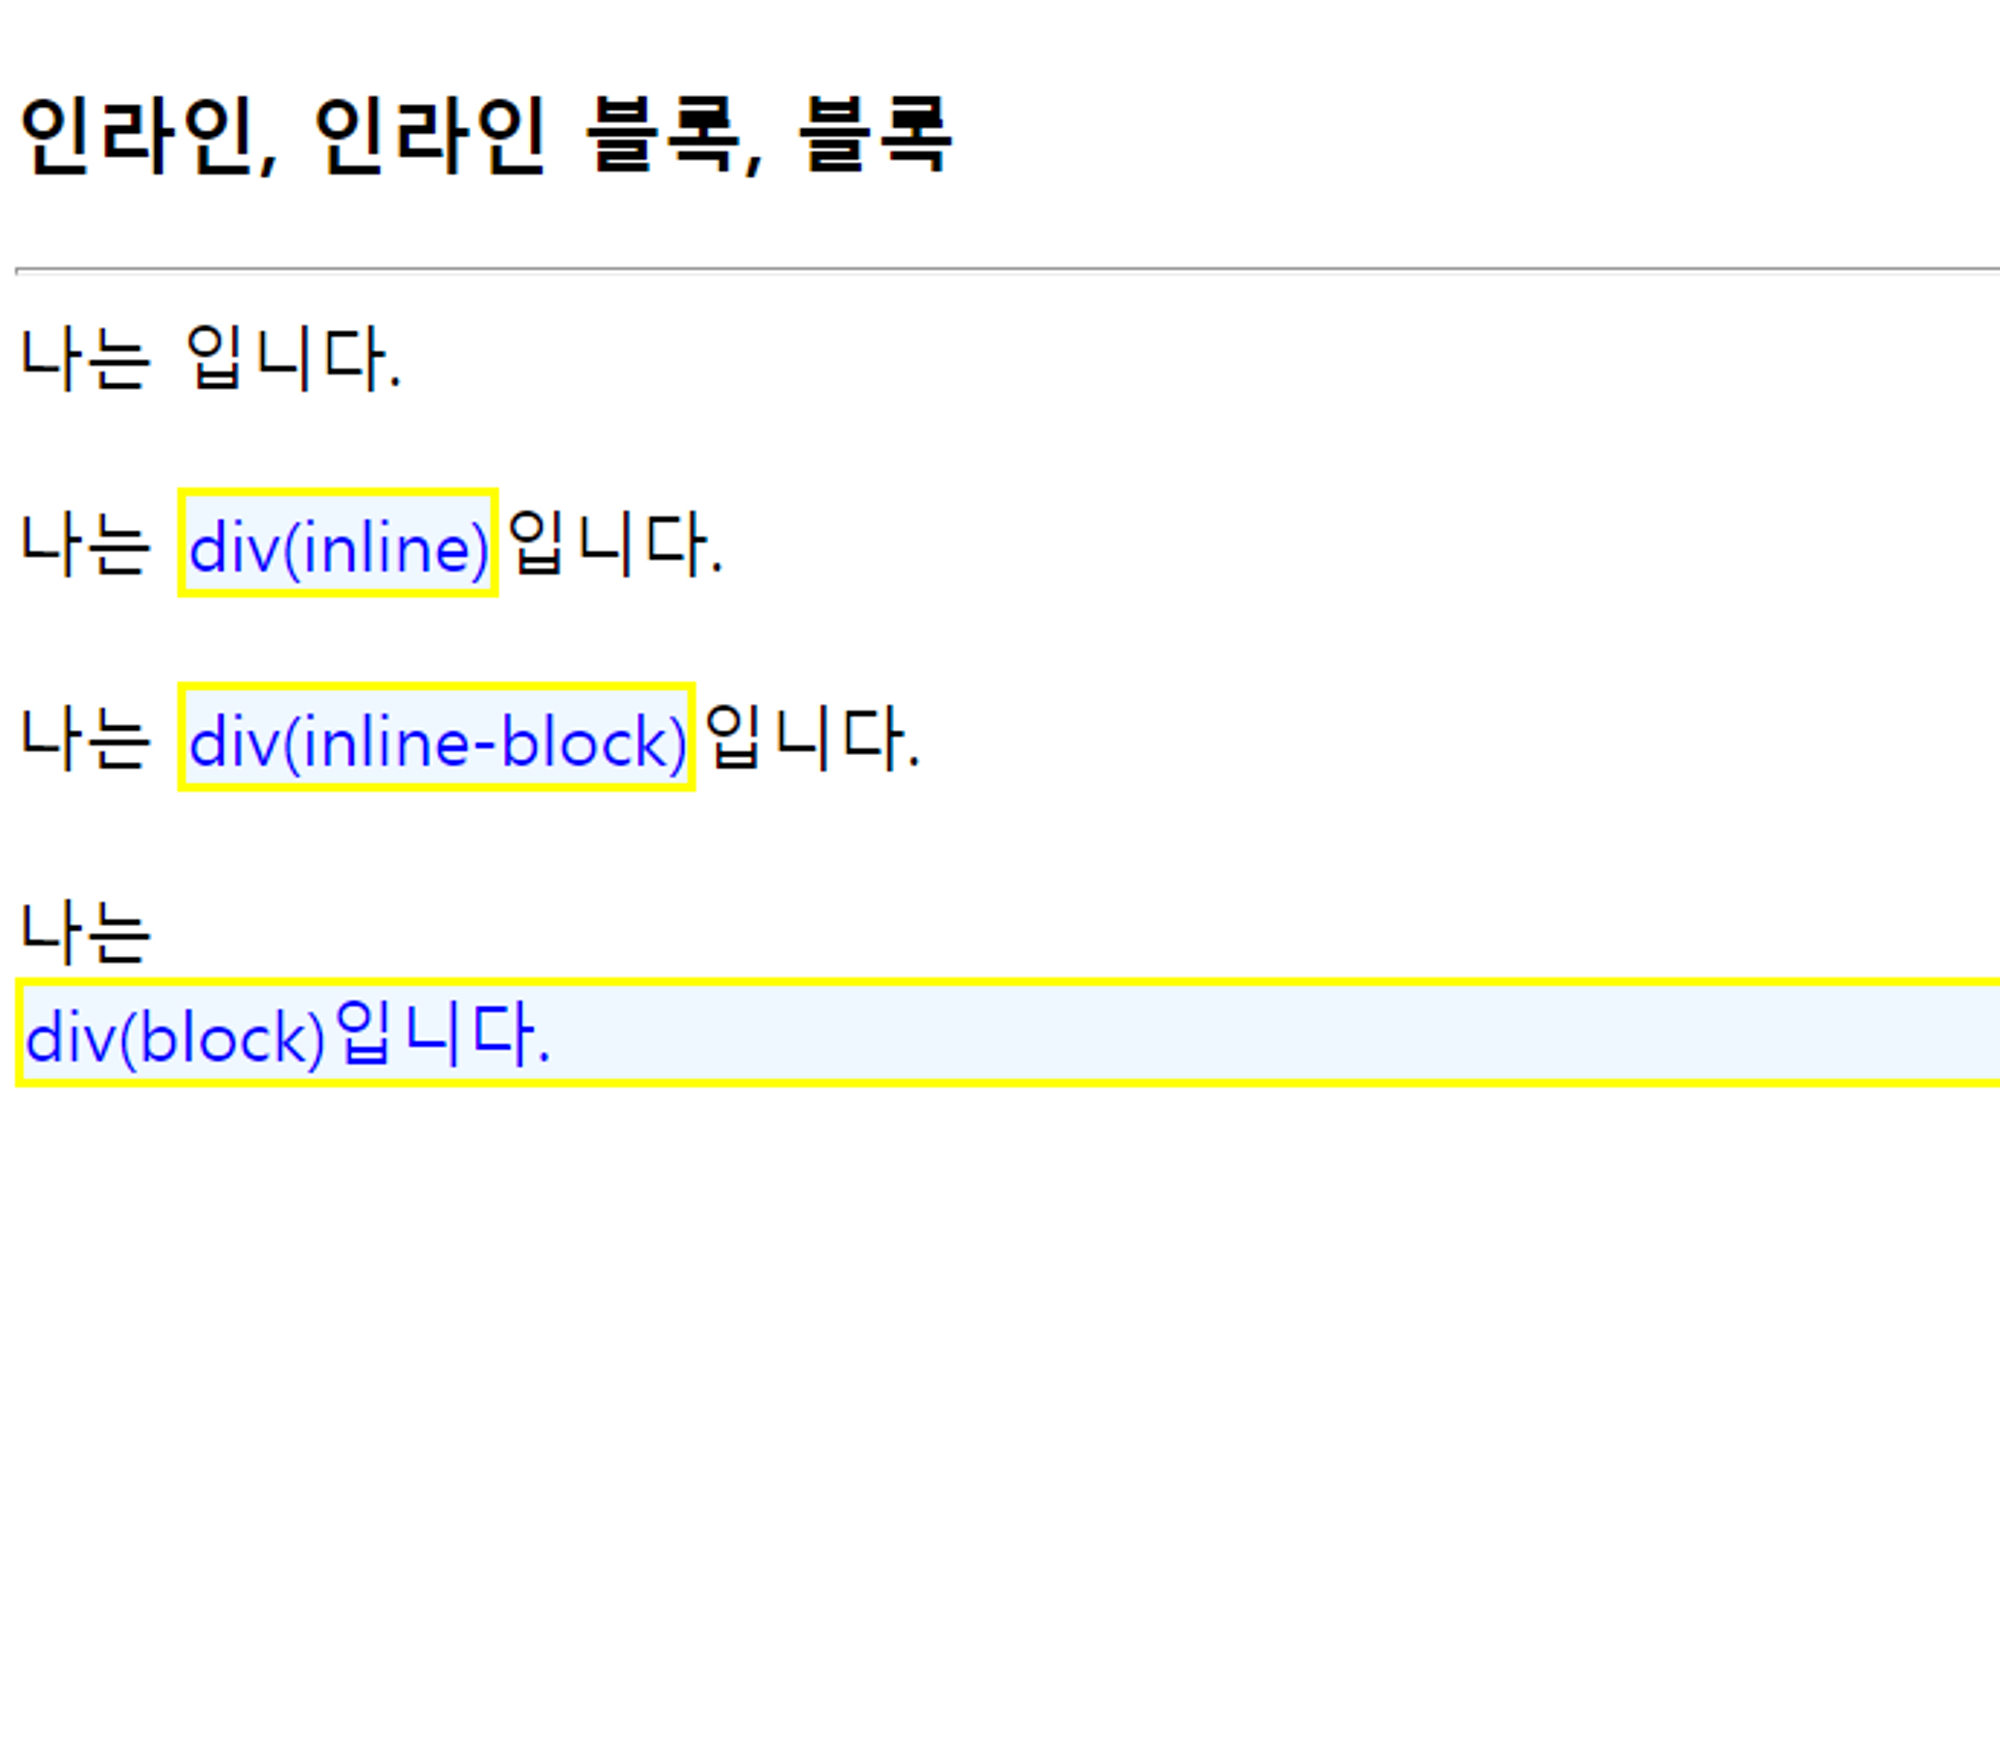 인라인, 인라인 블록, 블록
나는 입니다.
나는 div(inline)입니다.
나는 div(inline-block)입니다.
나는
div(block)입니다.